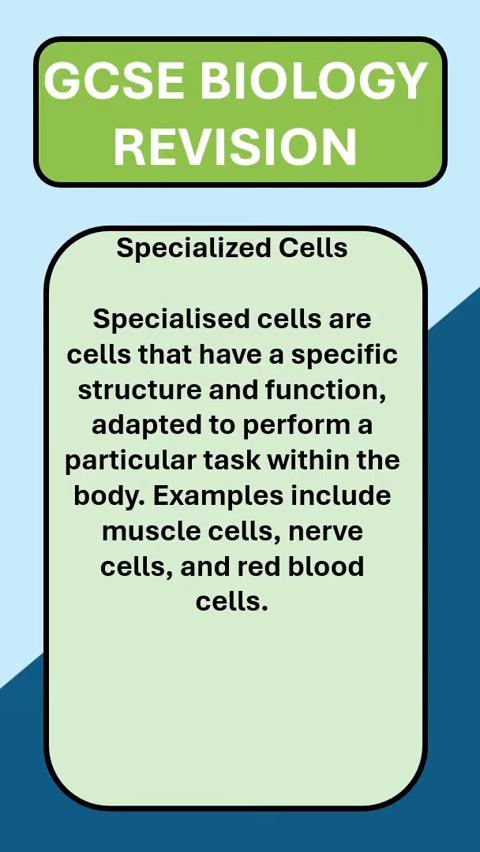 GCSE BIOLOGY
REVISION
Specialized Cells
Specialised cells are
cells that have a specific
structure and function,
adapted to perform a
particular task within the
body. Examples include
muscle cells, nerve
cells, and red blood
cells.